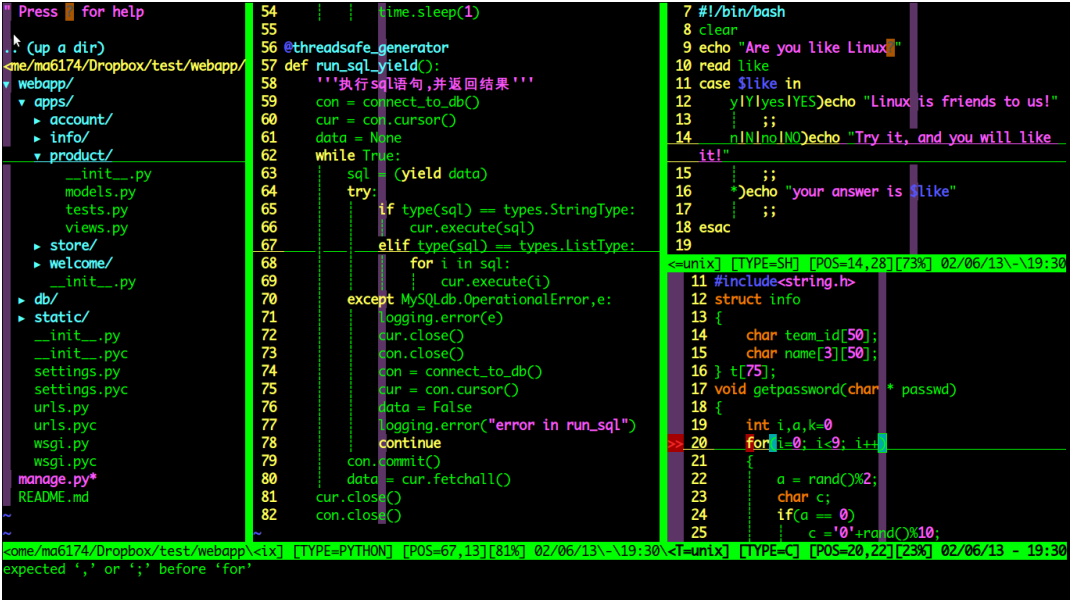 " Press ? for help
.. (up a dir)
<me/ma6174/Dropbox/test/webapp/
▼ webapp/
▼ apps/
▶ account/
▶ info/
▼ product/
__init__.py
models.py
tests.py
views.py
▶ store/
▶ welcome/
__init__.py
▶ db/
▶ static/
__init__.py
__init__.pyc
settings.py
settings.pyc
urls.py
urls.pyc
wsgi.py
wsgi.pyc
manage.py*
README.md
~
~
<ome/ma6174/Dropbox/test/webapp\
54 time.sleep(1)
55
56 @threadsafe_generator
57 def run_sql_yield():
58 '''执行sql语句,并返回结果'''
59 con = connect_to_db()
60 cur = con.cursor()
61 data = None
62 while True:
63 sql = (yield data)
64 try:
65 if type(sql) == types.StringType:
66 cur.execute(sql)
67 elif type(sql) == types.ListType:
68 for i in sql:
69 cur.execute(i)
70 except MySQLdb.OperationalError,e:
71 logging.error(e)
72 cur.close()
73 con.close()
74 con = connect_to_db()
75 cur = con.cursor()
76 data = False
77 logging.error("error in run_sql")
78 continue
79 con.commit()
80 data = cur.fetchall()
81 cur.close()
82 con.close()
~
<ix] [TYPE=PYTHON] [POS=67,13][81%] 02/06/13\-\19:30\
7 #!/bin/bash
8 clear
9 echo "Are you like Linux?"
10 read like
11 case $like in
12 y|Y|yes|YES)echo "Linux is friends to us!"
13 ;;
14 n|N|no|NO)echo "Try it, and you will like
it!"
15 ;;
16 *)echo "your answer is $like"
17 ;;
18 esac
19
<=unix] [TYPE=SH] [POS=14,28][73%] 02/06/13\-\19:30
11 #include<string.h>
12 struct info
13 {
14 char team_id[50];
15 char name[3][50];
16 } t[75];
17 void getpassword(char * passwd)
18 {
19 int i,a,k=0
>> 20 for(i=0; i<9; i++)
21 {
22 a = rand()%2;
23 char c;
24 if(a == 0)
25 c ='0'+rand()%10;
<T=unix] [TYPE=C] [POS=20,22][23%] 02/06/13 - 19:30
expected ‘,’ or ‘;’ before ‘for’